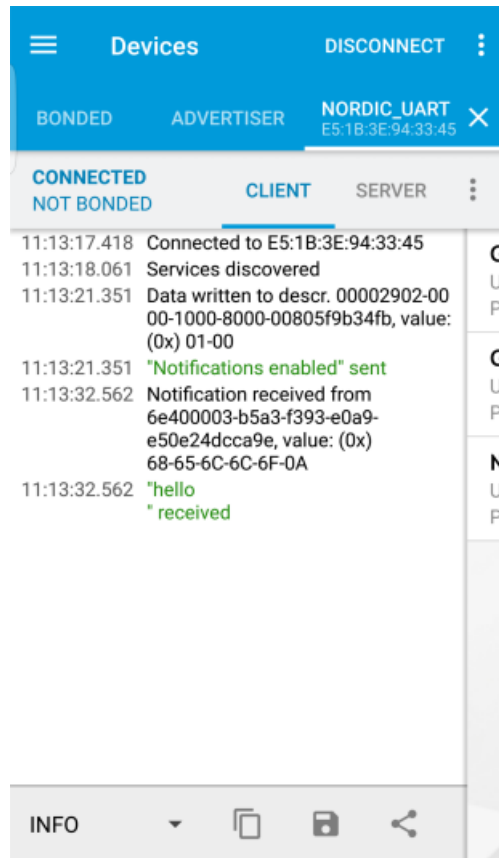 Devices
DISCONNECT
BONDED
ADVERTISER
NORDIC_UART
E5:1B:3E:94:33:45
CONNECTED
NOT BONDED
CLIENT
SERVER
11:13:17.418 Connected to E5:1B:3E:94:33:45
11:13:18.061 Services discovered
11:13:21.351 Data written to descr. 00002902-00
00-1000-8000-00805f9b34fb, value:
(0x) 01-00
11:13:21.351 "Notifications enabled" sent
11:13:32.562 Notification received from
6e400003-b5a3-f393-e0a9-
e50e24dcca9e, value: (0x)
68-65-6C-6C-6F-0A
11:13:32.562 "hello
" received
INFO